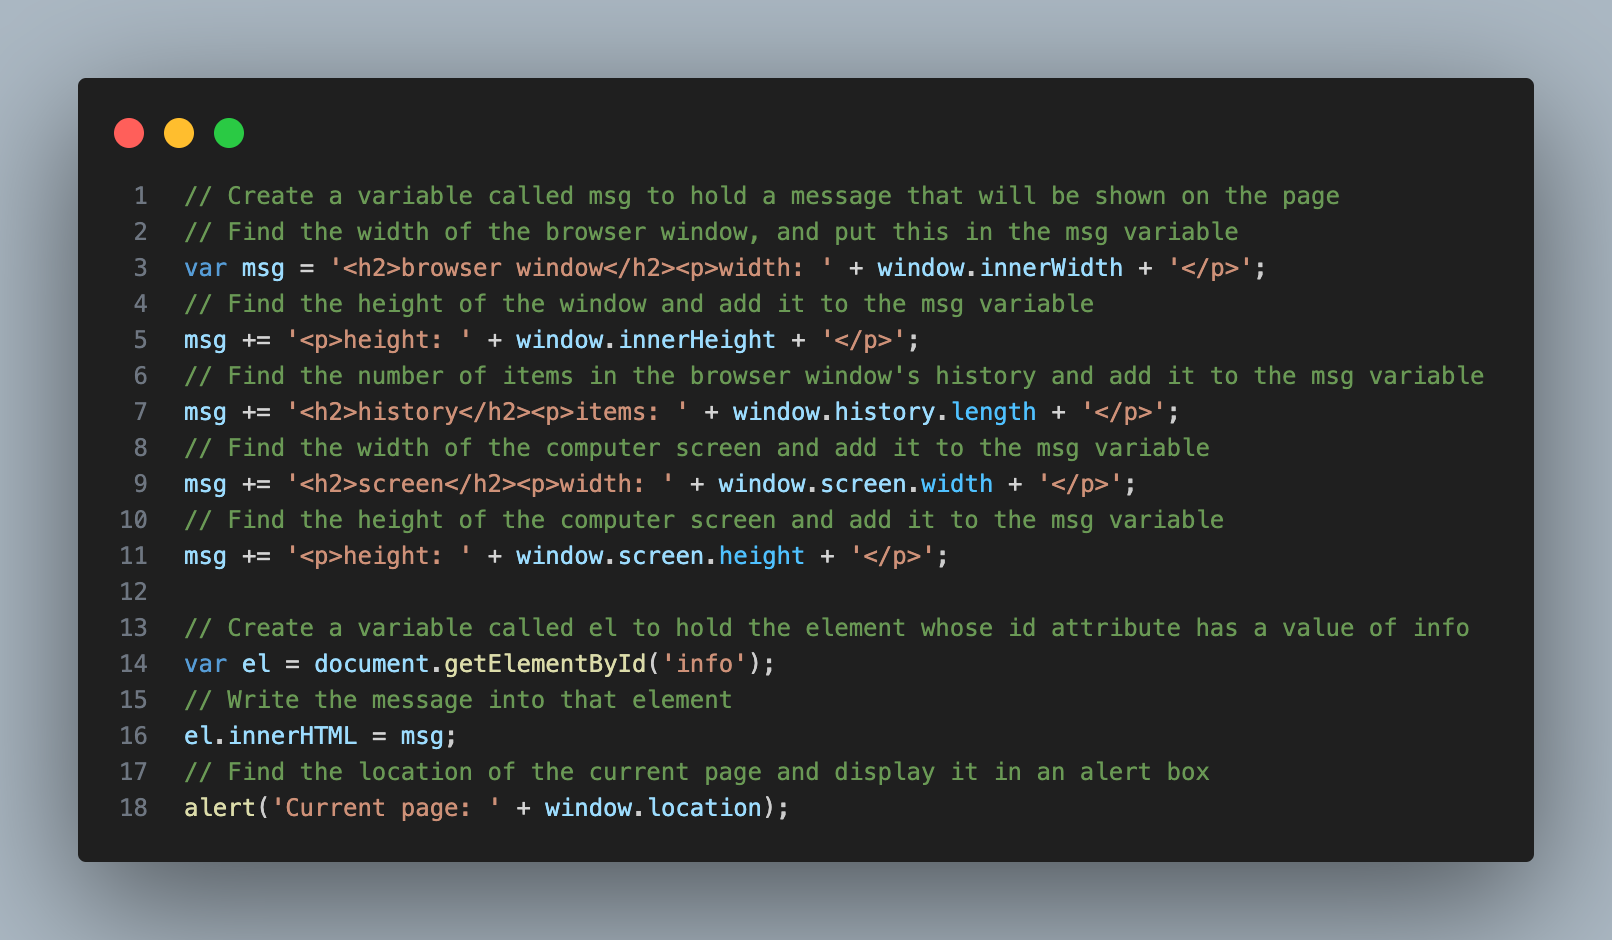 1 // Create a variable called msg to hold a message that will be shown on the page
2 // Find the width of the browser window, and put this in the msg variable
3 var msg = '<h2>browser window</h2><p>width: ' + window.innerWidth + '</p>';
4 // Find the height of the window and add it to the msg variable
5 msg += '<p>height: ' + window.innerHeight + '</p>';
6 // Find the number of items in the browser window's history and add it to the msg variable
7 msg += '<h2>history</h2><p>items: ' + window.history.length + '</p>';
8 // Find the width of the computer screen and add it to the msg variable
9 msg += '<h2>screen</h2><p>width: ' + window.screen.width + '</p>';
10 // Find the height of the computer screen and add it to the msg variable
11 msg += '<p>height: ' + window.screen.height + '</p>';
12
13 // Create a variable called el to hold the element whose id attribute has a value of info
14 var el = document.getElementById('info');
15 // Write the message into that element
16 el.innerHTML = msg;
17 // Find the location of the current page and display it in an alert box
18 alert('Current page: ' + window.location);